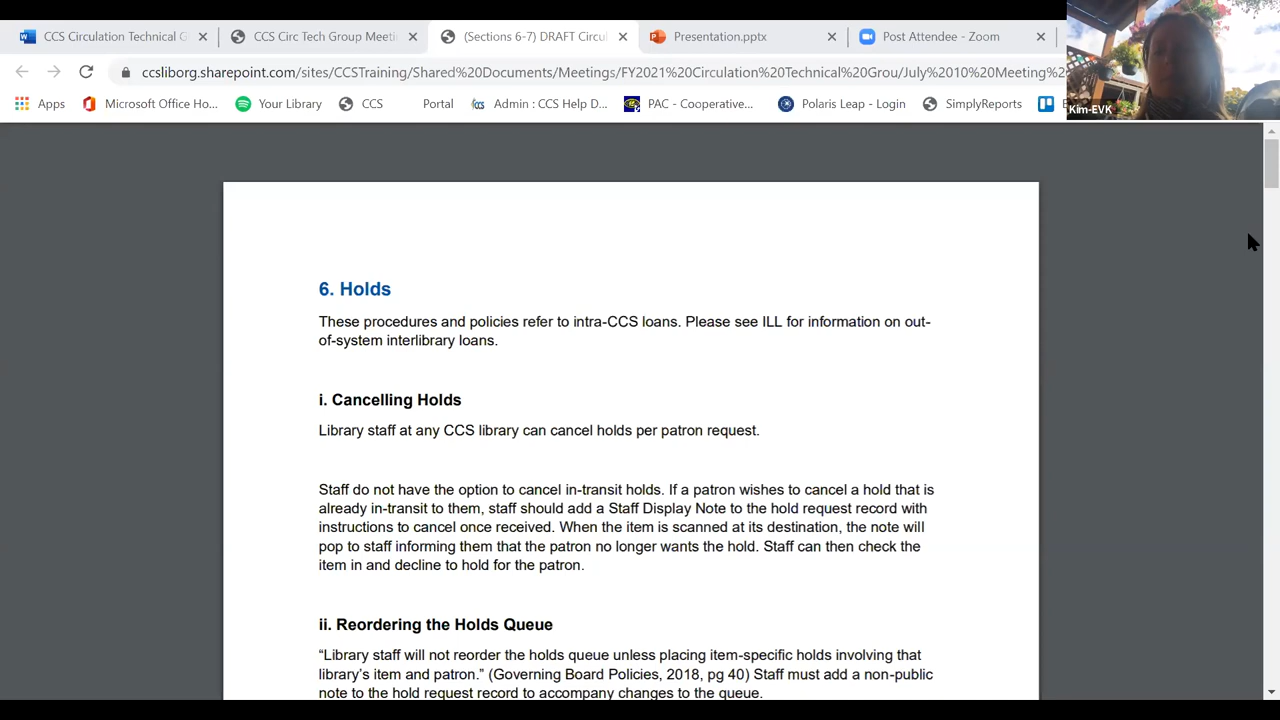 CCS Circulation Technical G
CCS Circ Tech Group Meeti
(Sections 6-7) DRAFT Circul
Presentation.pptx
Post Attendee - Zoom
ccsliborg.sharepoint.com/sites/CCSTraining/Shared%20Documents/Meetings/FY2021%20Circulation%20Technical%20Grou/July%2010%20Meeting%2
Apps
Microsoft Office Ho...
Your Library
CCS
Portal
Admin : CCS Help D...
PAC - Cooperative...
Polaris Leap - Login
SimplyReports
Kim-EVK
6. Holds
These procedures and policies refer to intra-CCS loans. Please see ILL for information on out-
of-system interlibrary loans.
i. Cancelling Holds
Library staff at any CCS library can cancel holds per patron request.
Staff do not have the option to cancel in-transit holds. If a patron wishes to cancel a hold that is
already in-transit to them, staff should add a Staff Display Note to the hold request record with
instructions to cancel once received. When the item is scanned at its destination, the note will
pop to staff informing them that the patron no longer wants the hold. Staff can then check the
item in and decline to hold for the patron.
ii. Reordering the Holds Queue
“Library staff will not reorder the holds queue unless placing item-specific holds involving that
library’s item and patron.” (Governing Board Policies, 2018, pg 40) Staff must add a non-public
note to the hold request record to accompany changes to the queue.